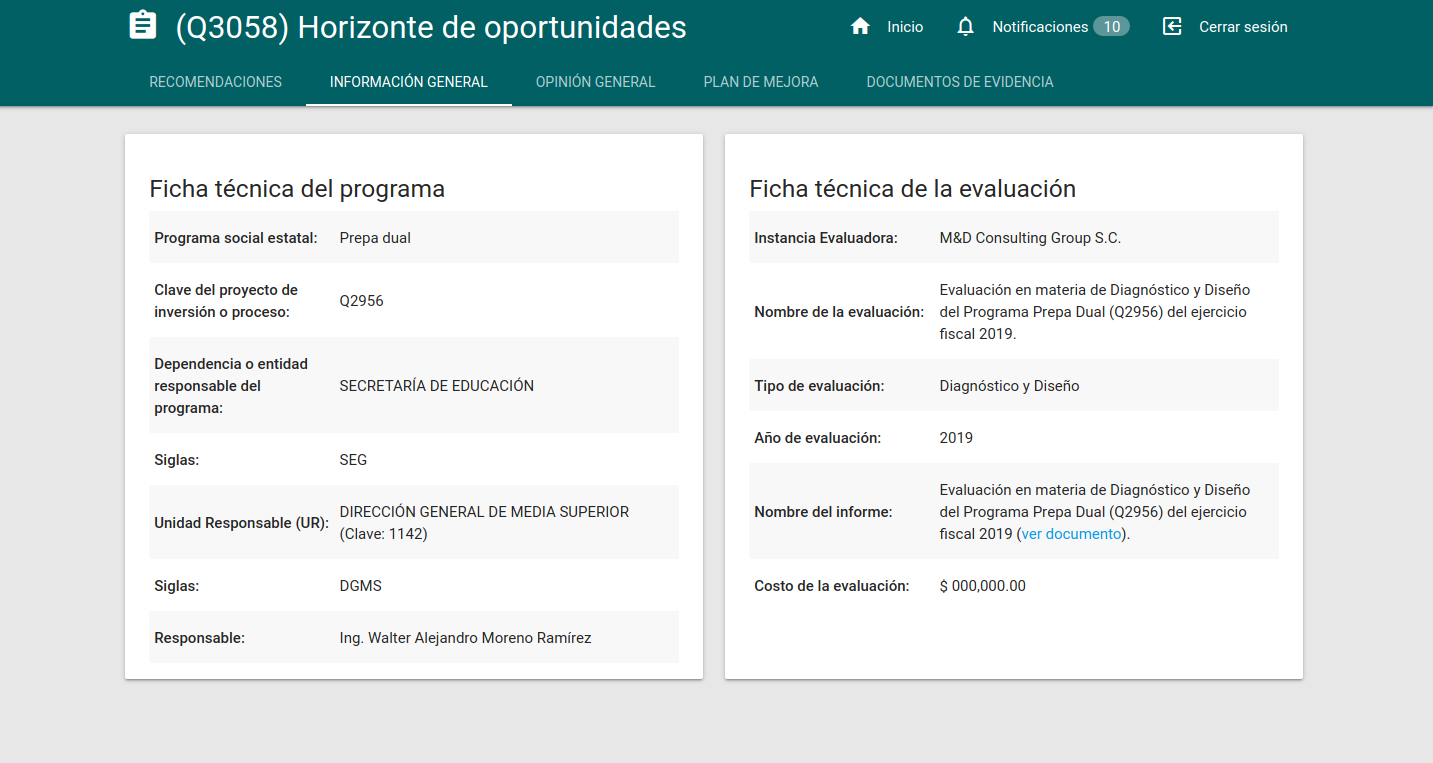 (Q3058) Horizonte de oportunidades
Inicio
Notificaciones 10
Cerrar sesión
RECOMENDACIONES
INFORMACIÓN GENERAL
OPINIÓN GENERAL
PLAN DE MEJORA
DOCUMENTOS DE EVIDENCIA
Ficha técnica del programa
Programa social estatal: Prepa dual
Clave del proyecto de
inversión o proceso:
Q2956
Dependencia o entidad
responsable del
programa:
SECRETARÍA DE EDUCACIÓN
Siglas: SEG
Unidad Responsable (UR):
DIRECCIÓN GENERAL DE MEDIA SUPERIOR
(Clave: 1142)
Siglas: DGMS
Responsable: Ing. Walter Alejandro Moreno Ramírez
Ficha técnica de la evaluación
Instancia Evaluadora: M&D Consulting Group S.C.
Nombre de la evaluación:
Evaluación en materia de Diagnóstico y Diseño
del Programa Prepa Dual (Q2956) del ejercicio
fiscal 2019.
Tipo de evaluación: Diagnóstico y Diseño
Año de evaluación: 2019
Nombre del informe:
Evaluación en materia de Diagnóstico y Diseño
del Programa Prepa Dual (Q2956) del ejercicio
fiscal 2019 (ver documento).
Costo de la evaluación: $ 000,000.00